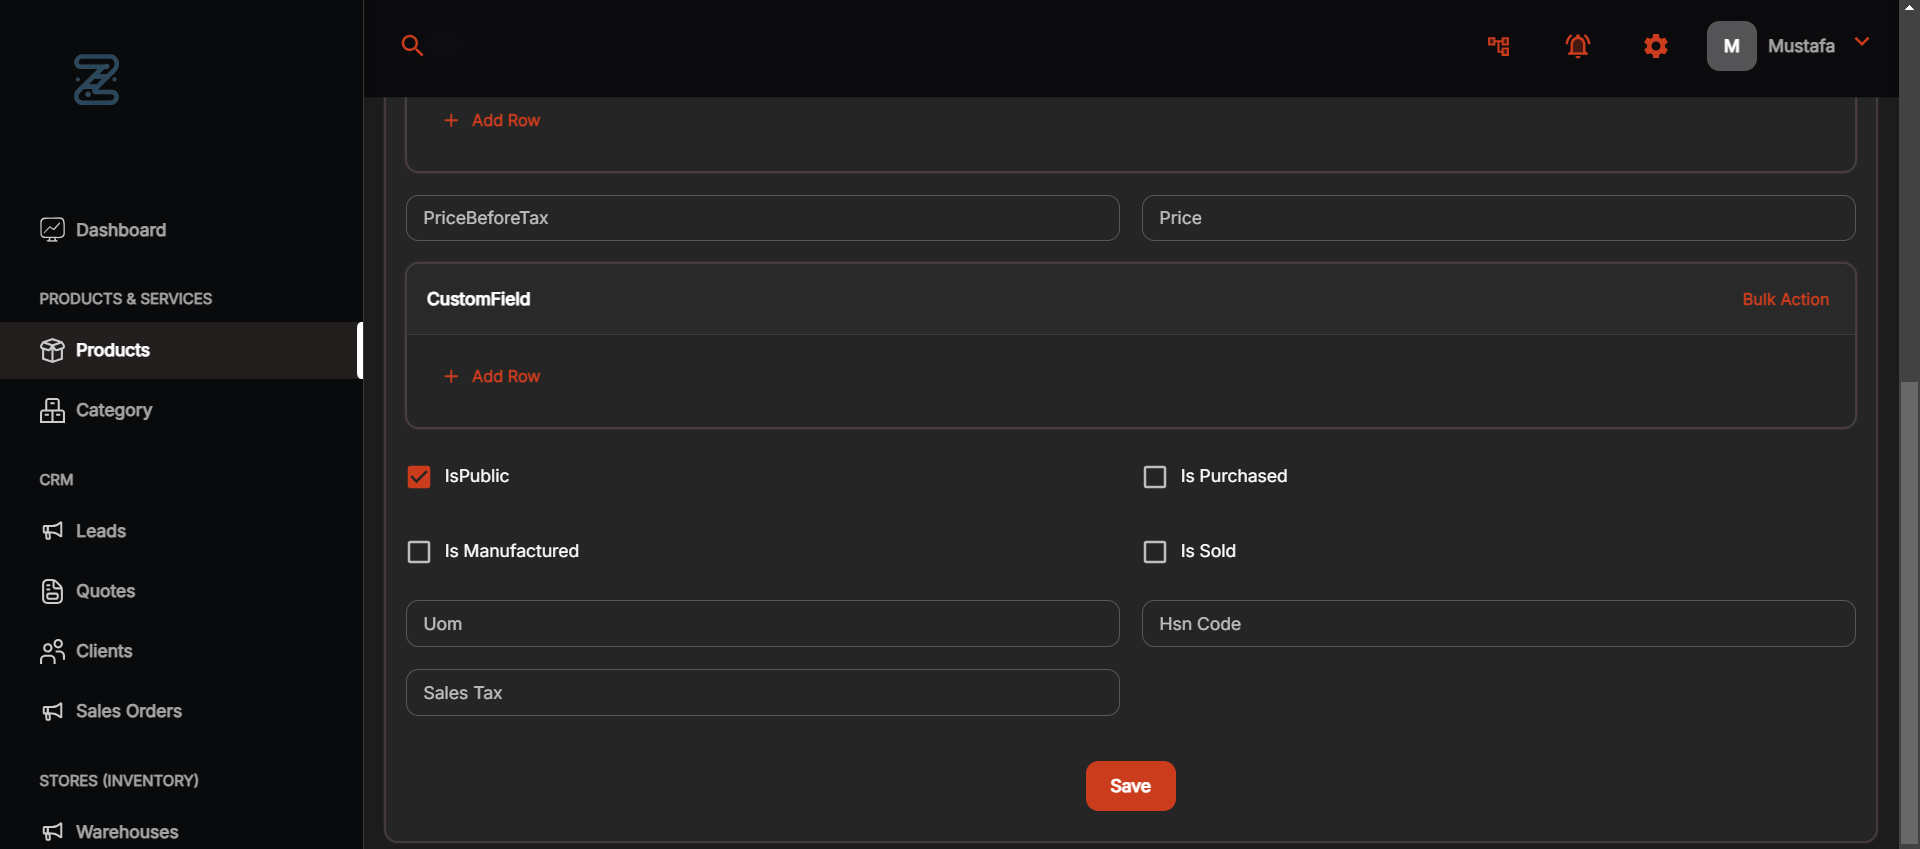 M
Mustafa
Dashboard
PRODUCTS & SERVICES
Products
Category
CRM
Leads
Quotes
Clients
Sales Orders
STORES (INVENTORY)
Warehouses
+ Add Row
PriceBeforeTax
Price
CustomField
Bulk Action
+ Add Row
IsPublic
Is Purchased
Is Manufactured
Is Sold
Uom
Hsn Code
Sales Tax
Save